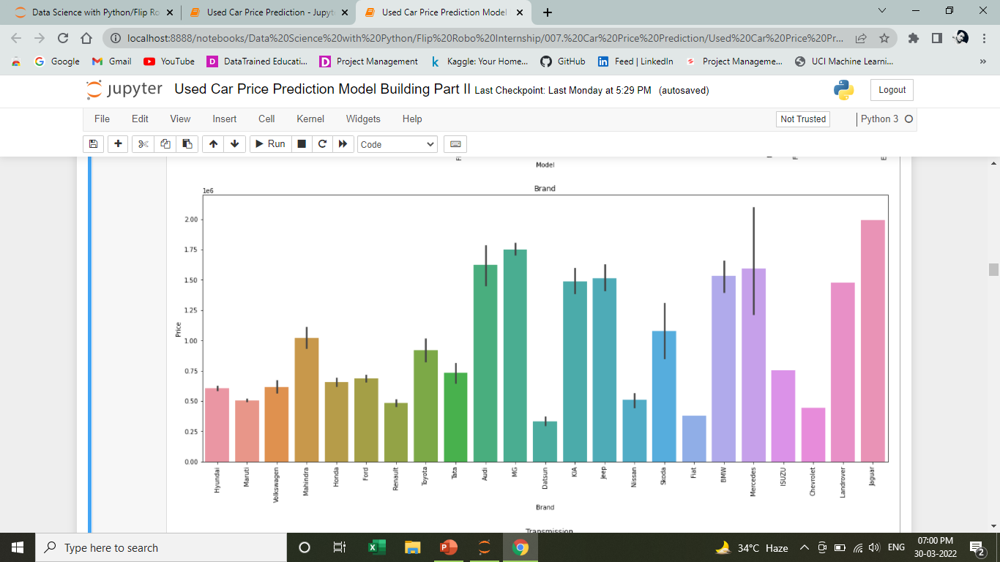 Data Science with Python/Flip Ro
Used Car Price Prediction - Jupyt
Used Car Price Prediction Model
localhost:8888/notebooks/Data%20Science%20with%20Python/Flip%20Robo%20Internship/007.%20Car%20Price%20Prediction/Used%20Car%20Price%20Pr...
Google Gmail YouTube DataTrained Educati... Project Management Kaggle: Your Home... GitHub Feed | LinkedIn Project Manageme... UCI Machine Learni... »
jupyter Used Car Price Prediction Model Building Part II Last Checkpoint: Last Monday at 5:29 PM (autosaved) Logout
File Edit View Insert Cell Kernel Widgets Help Not Trusted Python 3
Run Code
Model
Brand
1e6
2.00
1.75
1.50
1.25
1.00
0.75
0.50
0.25
0.00
Price
Hyundai Maruti Volkswagen Mahindra Honda Ford Renault Toyota Tata Audi MG Datsun KIA Jeep Nissan Skoda Fiat BMW Mercedes ISUZU Chevrolet Landrover Jaguar
Brand
Transmission
Type here to search 34°C Haze ENG 07:00 PM
30-03-2022 2